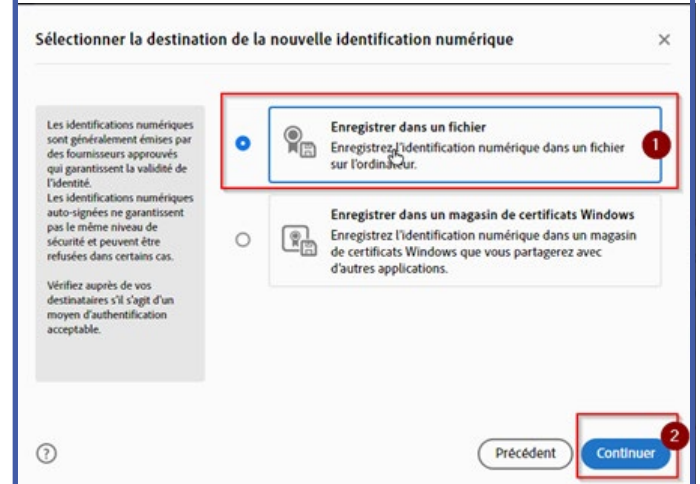 Sélectionner la destination de la nouvelle identification numérique
Les identifications numériques
sont généralement émises par
des fournisseurs approuvés
qui garantissent la validité de
l'identité.
Les identifications numériques
auto-signées ne garantissent
pas le même niveau de
sécurité et peuvent être
refusées dans certains cas.
Vérifiez auprès de vos
destinataires s'il s'agit d'un
moyen d'authentification
acceptable.
Enregistrer dans un fichier
Enregistrez l'identification numérique dans un fichier
sur l'ordinateur.
1
Enregistrer dans un magasin de certificats Windows
Enregistrez l'identification numérique dans un magasin
de certificats Windows que vous partagerez avec
d'autres applications.
?
Précédent
Continuer
2